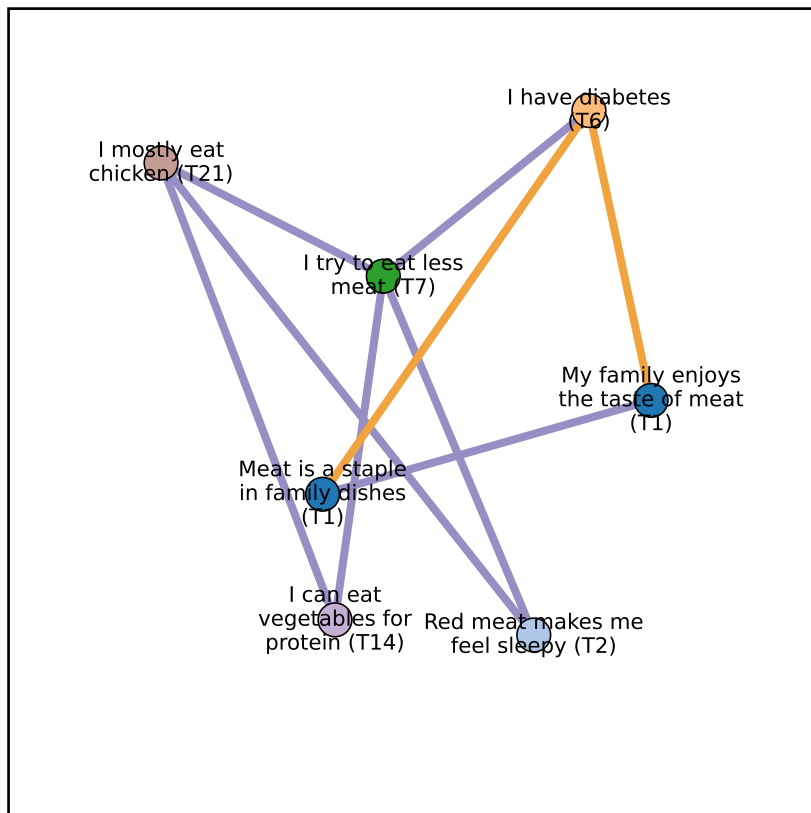 I have diabetes
(T6)
I mostly eat
chicken (T21)
I try to eat less
meat (T7)
My family enjoys
the taste of meat
(T1)
Meat is a staple
in family dishes
(T1)
I can eat
vegetables for
protein (T14)
Red meat makes me
feel sleepy (T2)